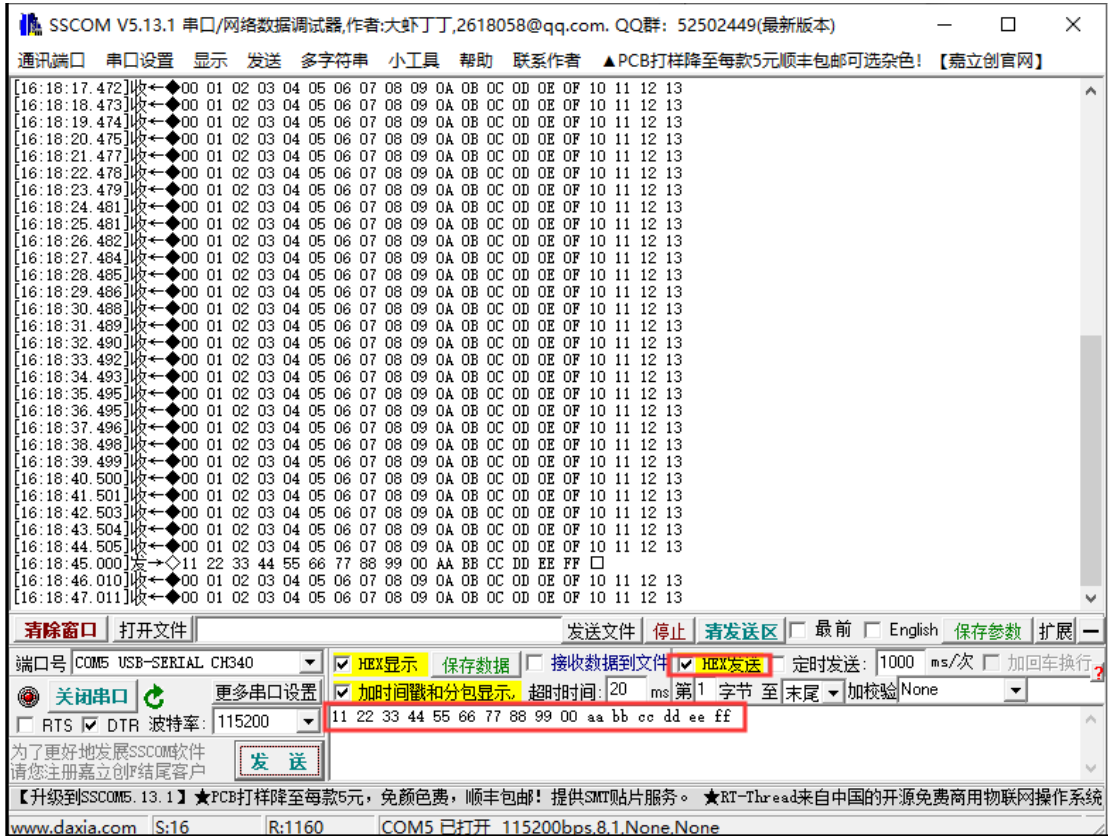 SSCOM V5.13.1 串口/网络数据调试器,作者:大虾丁丁,2618058@qq.com. QQ群: 52502449(最新版本)
通讯端口 串口设置 显示 发送 多字符串 小工具 帮助 联系作者 ▲PCB打样降至每款5元顺丰包邮可选杂色! 【嘉立创官网】
[16:18:17.472]收←◆00 01 02 03 04 05 06 07 08 09 0A 0B 0C 0D 0E 0F 10 11 12 13
[16:18:18.473]收←◆00 01 02 03 04 05 06 07 08 09 0A 0B 0C 0D 0E 0F 10 11 12 13
[16:18:19.474]收←◆00 01 02 03 04 05 06 07 08 09 0A 0B 0C 0D 0E 0F 10 11 12 13
[16:18:20.475]收←◆00 01 02 03 04 05 06 07 08 09 0A 0B 0C 0D 0E 0F 10 11 12 13
[16:18:21.477]收←◆00 01 02 03 04 05 06 07 08 09 0A 0B 0C 0D 0E 0F 10 11 12 13
[16:18:22.478]收←◆00 01 02 03 04 05 06 07 08 09 0A 0B 0C 0D 0E 0F 10 11 12 13
[16:18:23.479]收←◆00 01 02 03 04 05 06 07 08 09 0A 0B 0C 0D 0E 0F 10 11 12 13
[16:18:24.481]收←◆00 01 02 03 04 05 06 07 08 09 0A 0B 0C 0D 0E 0F 10 11 12 13
[16:18:25.481]收←◆00 01 02 03 04 05 06 07 08 09 0A 0B 0C 0D 0E 0F 10 11 12 13
[16:18:26.482]收←◆00 01 02 03 04 05 06 07 08 09 0A 0B 0C 0D 0E 0F 10 11 12 13
[16:18:27.484]收←◆00 01 02 03 04 05 06 07 08 09 0A 0B 0C 0D 0E 0F 10 11 12 13
[16:18:28.485]收←◆00 01 02 03 04 05 06 07 08 09 0A 0B 0C 0D 0E 0F 10 11 12 13
[16:18:29.486]收←◆00 01 02 03 04 05 06 07 08 09 0A 0B 0C 0D 0E 0F 10 11 12 13
[16:18:30.488]收←◆00 01 02 03 04 05 06 07 08 09 0A 0B 0C 0D 0E 0F 10 11 12 13
[16:18:31.489]收←◆00 01 02 03 04 05 06 07 08 09 0A 0B 0C 0D 0E 0F 10 11 12 13
[16:18:32.490]收←◆00 01 02 03 04 05 06 07 08 09 0A 0B 0C 0D 0E 0F 10 11 12 13
[16:18:33.492]收←◆00 01 02 03 04 05 06 07 08 09 0A 0B 0C 0D 0E 0F 10 11 12 13
[16:18:34.493]收←◆00 01 02 03 04 05 06 07 08 09 0A 0B 0C 0D 0E 0F 10 11 12 13
[16:18:35.495]收←◆00 01 02 03 04 05 06 07 08 09 0A 0B 0C 0D 0E 0F 10 11 12 13
[16:18:36.495]收←◆00 01 02 03 04 05 06 07 08 09 0A 0B 0C 0D 0E 0F 10 11 12 13
[16:18:37.496]收←◆00 01 02 03 04 05 06 07 08 09 0A 0B 0C 0D 0E 0F 10 11 12 13
[16:18:38.498]收←◆00 01 02 03 04 05 06 07 08 09 0A 0B 0C 0D 0E 0F 10 11 12 13
[16:18:39.499]收←◆00 01 02 03 04 05 06 07 08 09 0A 0B 0C 0D 0E 0F 10 11 12 13
[16:18:40.500]收←◆00 01 02 03 04 05 06 07 08 09 0A 0B 0C 0D 0E 0F 10 11 12 13
[16:18:41.501]收←◆00 01 02 03 04 05 06 07 08 09 0A 0B 0C 0D 0E 0F 10 11 12 13
[16:18:42.503]收←◆00 01 02 03 04 05 06 07 08 09 0A 0B 0C 0D 0E 0F 10 11 12 13
[16:18:43.504]收←◆00 01 02 03 04 05 06 07 08 09 0A 0B 0C 0D 0E 0F 10 11 12 13
[16:18:44.505]收←◆00 01 02 03 04 05 06 07 08 09 0A 0B 0C 0D 0E 0F 10 11 12 13
[16:18:45.000]发→◇11 22 33 44 55 66 77 88 99 00 AA BB CC DD EE FF □
[16:18:46.010]收←◆00 01 02 03 04 05 06 07 08 09 0A 0B 0C 0D 0E 0F 10 11 12 13
[16:18:47.011]收←◆00 01 02 03 04 05 06 07 08 09 0A 0B 0C 0D 0E 0F 10 11 12 13
清除窗口 打开文件 发送文件 停止 清发送区 最前 English 保存参数 扩展 —
端口号 COM5 USB-SERIAL CH340 HEX显示 保存数据 接收数据到文件 HEX发送 定时发送: 1000 ms/次 加回车换行 ?
关闭串口 更多串口设置 加时间戳和分包显示, 超时时间: 20 ms 第 1 字节 至 末尾 加校验 None
RTS DTR 波特率: 115200 11 22 33 44 55 66 77 88 99 00 aa bb cc dd ee ff
为了更好地发展SSCOM软件
请您注册嘉立创F结尾客户
发 送
【升级到SSCOM5.13.1】★PCB打样降至每款5元,免颜色费,顺丰包邮!提供SMT贴片服务。 ★RT-Thread来自中国的开源免费商用物联网操作系统
www.daxia.com S:16 R:1160 COM5 已打开 115200bps,8,1,None,None